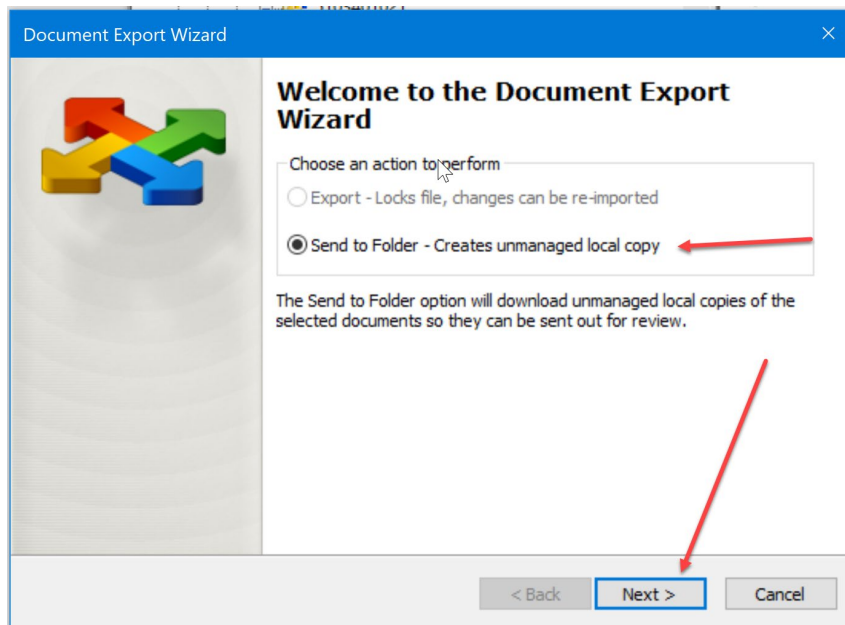 Document Export Wizard
Welcome to the Document Export
Wizard
Choose an action to perform
Export - Locks file, changes can be re-imported
Send to Folder - Creates unmanaged local copy
The Send to Folder option will download unmanaged local copies of the
selected documents so they can be sent out for review.
< Back
Next >
Cancel